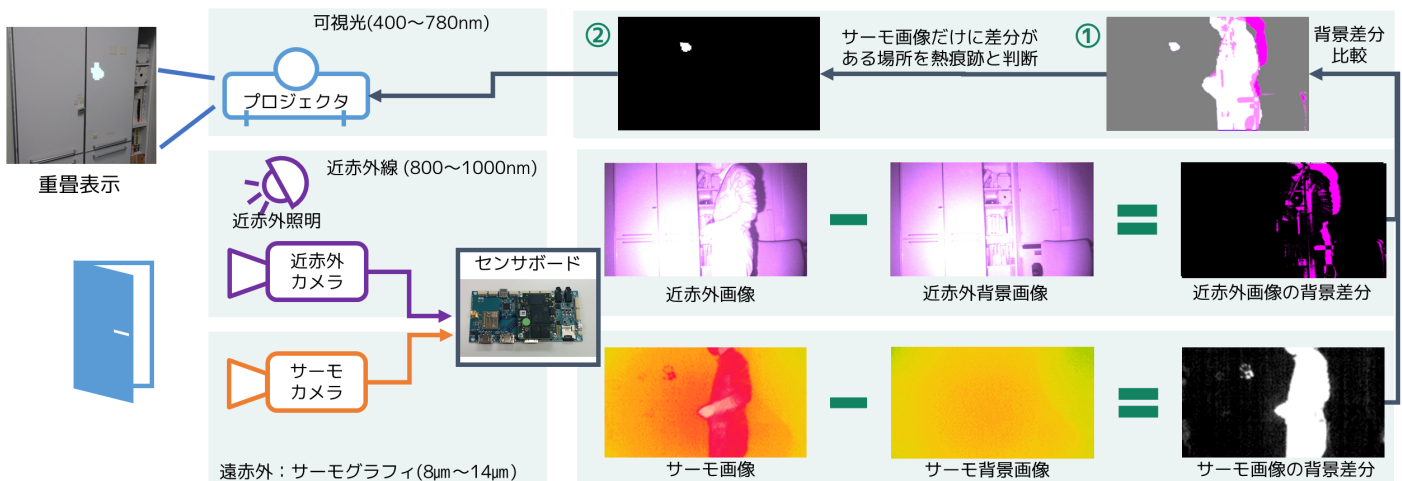 可視光(400～780nm)
プロジェクタ
重畳表示
②
サーモ画像だけに差分が
ある場所を熱痕跡と判断
①
背景差分
比較
近赤外線 (800～1000nm)
近赤外照明
近赤外
カメラ
センサボード
近赤外画像
近赤外背景画像
近赤外画像の背景差分
サーモ
カメラ
遠赤外：サーモグラフィ(8μm～14μm)
サーモ画像
サーモ背景画像
サーモ画像の背景差分